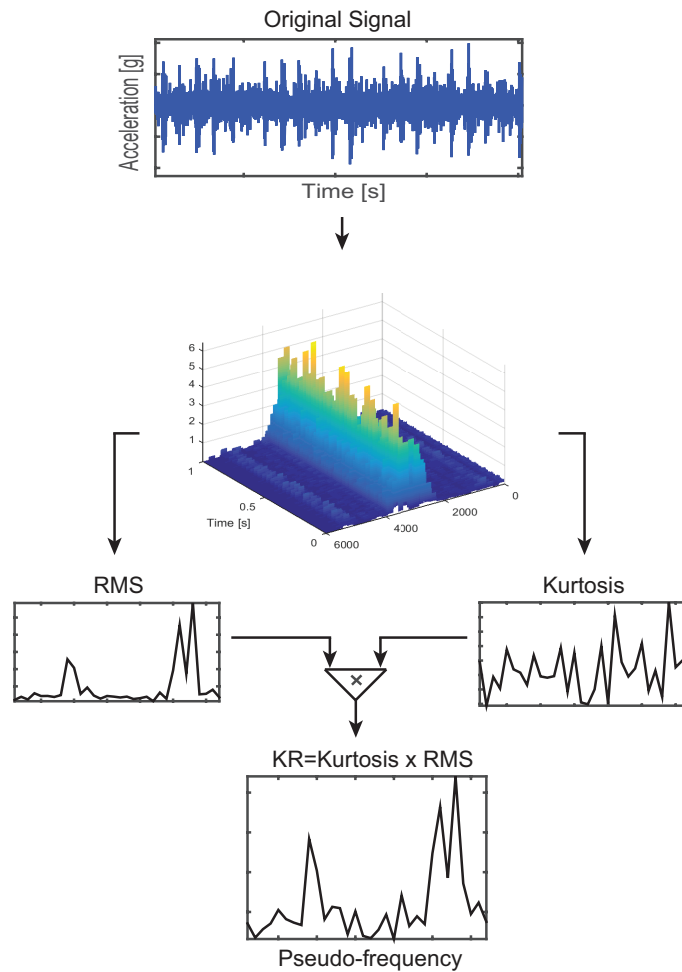 Original Signal
Acceleration [g]
Time [s]
6
5
4
3
2
1
1
0.5
0
Time [s]
6000
4000
2000
0
RMS
Kurtosis
×
KR=Kurtosis x RMS
Pseudo-frequency